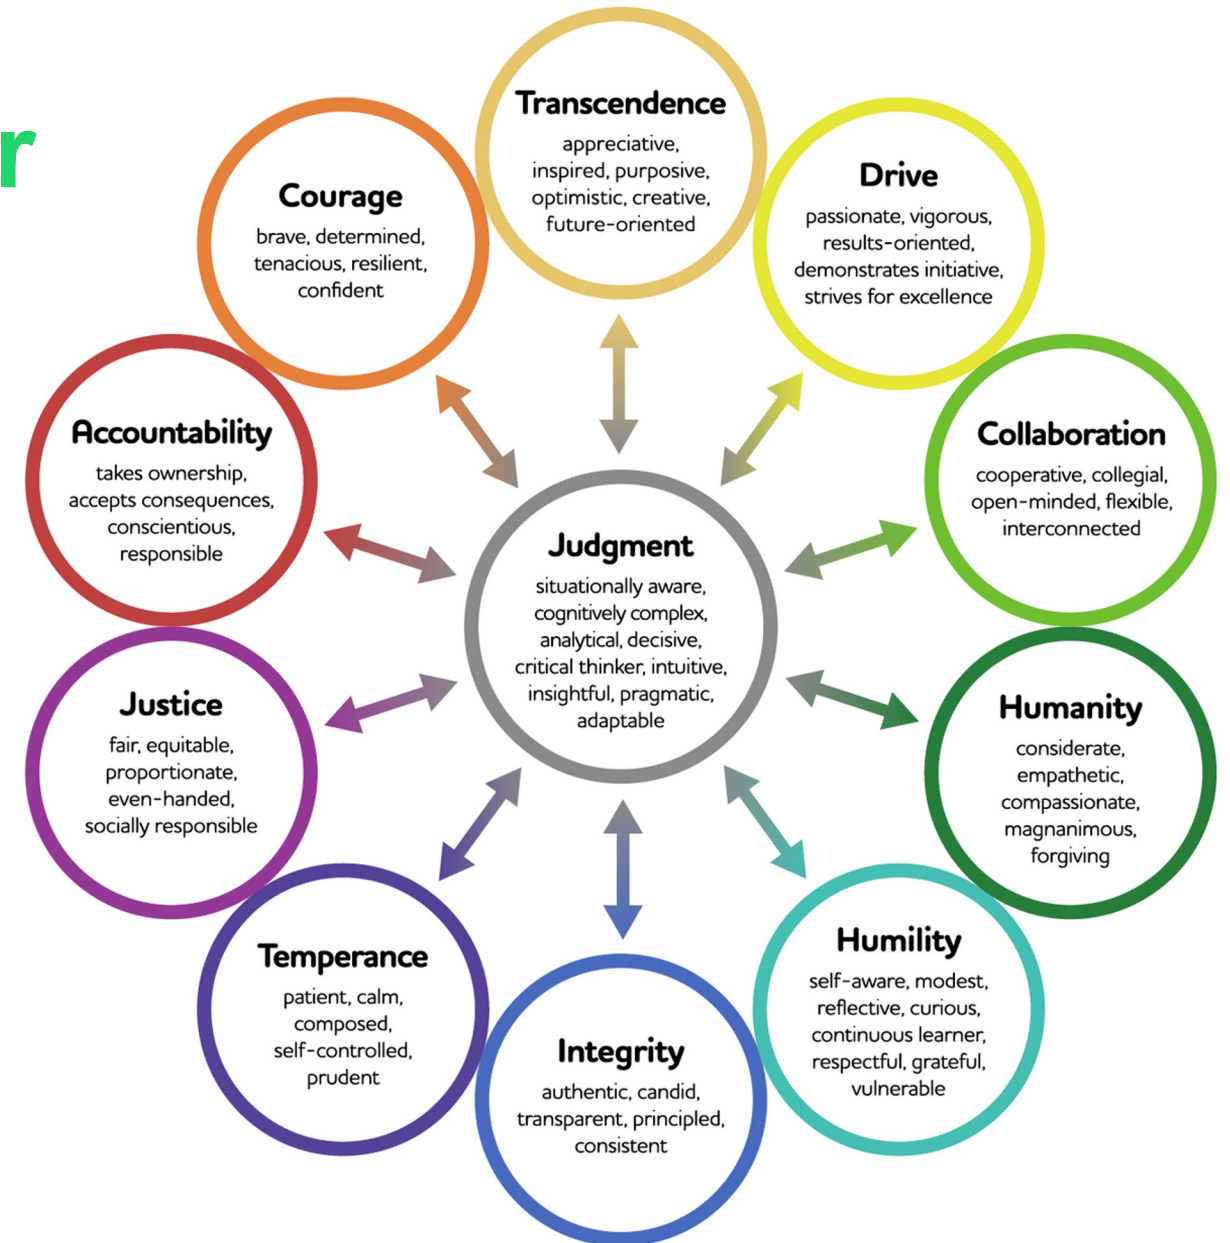 r
Transcendence
appreciative,
inspired, purposive,
optimistic, creative,
future-oriented
Drive
passionate, vigorous,
results-oriented,
demonstrates initiative,
strives for excellence
Collaboration
cooperative, collegial,
open-minded, flexible,
interconnected
Humanity
considerate,
empathetic,
compassionate,
magnanimous,
forgiving
Humility
self-aware, modest,
reflective, curious,
continuous learner,
respectful, grateful,
vulnerable
Integrity
authentic, candid,
transparent, principled,
consistent
Temperance
patient, calm,
composed,
self-controlled,
prudent
Justice
fair, equitable,
proportionate,
even-handed,
socially responsible
Accountability
takes ownership,
accepts consequences,
conscientious,
responsible
Courage
brave, determined,
tenacious, resilient,
confident
Judgment
situationally aware,
cognitively complex,
analytical, decisive,
critical thinker, intuitive,
insightful, pragmatic,
adaptable